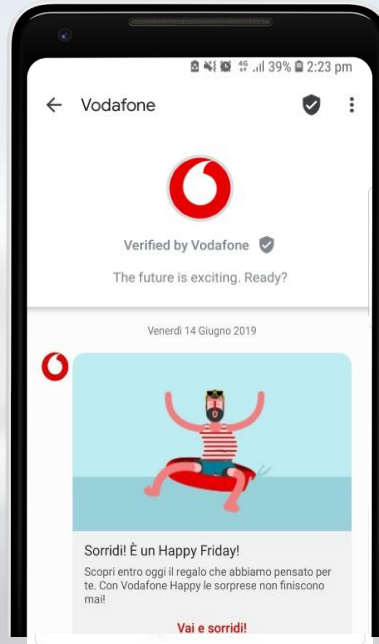 4G 39% 2:23 pm
Vodafone
Verified by Vodafone
The future is exciting. Ready?
Venerdì 14 Giugno 2019
Sorridi! È un Happy Friday!
Scopri entro oggi il regalo che abbiamo pensato per
te. Con Vodafone Happy le sorprese non finiscono
mai!
Vai e sorridi!